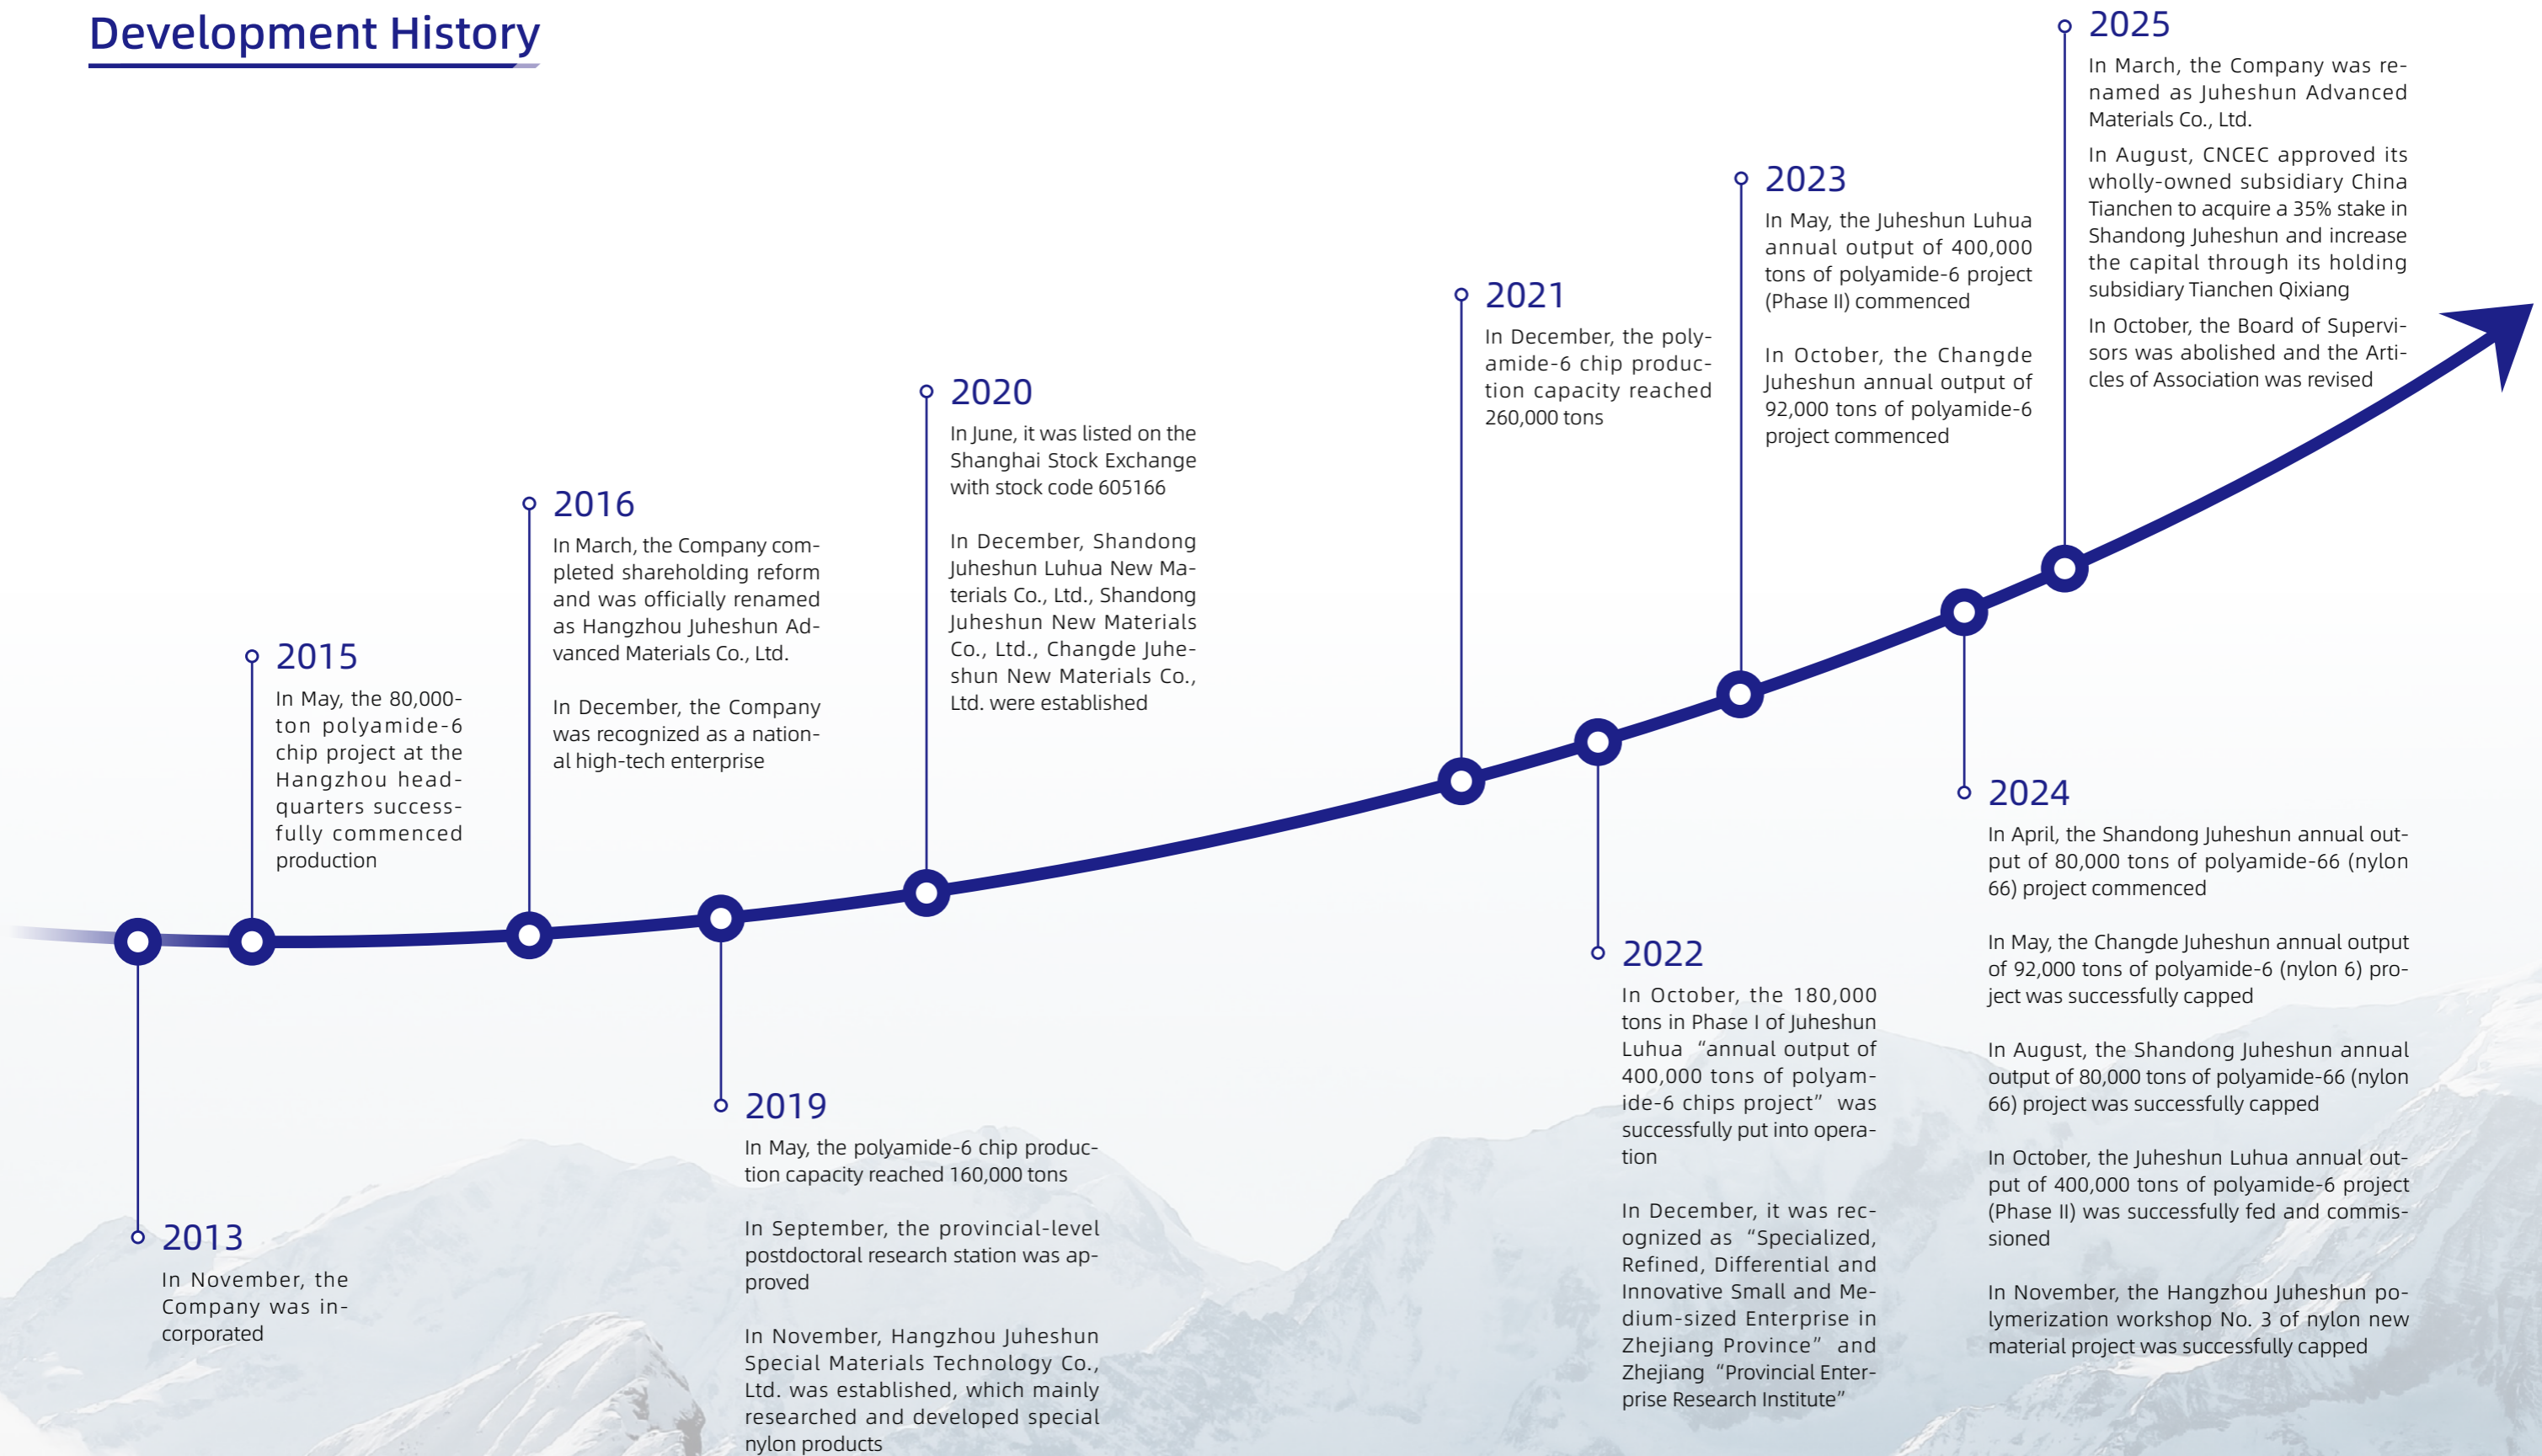 Development History
2013
In November, the
Company was in-
corporated
2015
In May, the 80,000-
ton polyamide-6
chip project at the
Hangzhou head-
quarters success-
fully commenced
production
2016
In March, the Company com-
pleted shareholding reform
and was officially renamed
as Hangzhou Juheshun Ad-
vanced Materials Co., Ltd.
In December, the Company
was recognized as a nation-
al high-tech enterprise
2019
In May, the polyamide-6 chip produc-
tion capacity reached 160,000 tons
In September, the provincial-level
postdoctoral research station was ap-
proved
In November, Hangzhou Juheshun
Special Materials Technology Co.,
Ltd. was established, which mainly
researched and developed special
nylon products
2020
In June, it was listed on the
Shanghai Stock Exchange
with stock code 605166
In December, Shandong
Juheshun Luhua New Ma-
terials Co., Ltd., Shandong
Juheshun New Materials
Co., Ltd., Changde Juhe-
shun New Materials Co.,
Ltd. were established
2021
In December, the poly-
amide-6 chip produc-
tion capacity reached
260,000 tons
2022
In October, the 180,000
tons in Phase I of Juheshun
Luhua “annual output of
400,000 tons of polyam-
ide-6 chips project” was
successfully put into opera-
tion
In December, it was rec-
ognized as “Specialized,
Refined, Differential and
Innovative Small and Me-
dium-sized Enterprise in
Zhejiang Province” and
Zhejiang “Provincial Enter-
prise Research Institute”
2023
In May, the Juheshun Luhua
annual output of 400,000
tons of polyamide-6 project
(Phase II) commenced
In October, the Changde
Juheshun annual output of
92,000 tons of polyamide-6
project commenced
2024
In April, the Shandong Juheshun annual out-
put of 80,000 tons of polyamide-66 (nylon
66) project commenced
In May, the Changde Juheshun annual output
of 92,000 tons of polyamide-6 (nylon 6) pro-
ject was successfully capped
In August, the Shandong Juheshun annual
output of 80,000 tons of polyamide-66 (nylon
66) project was successfully capped
In October, the Juheshun Luhua annual out-
put of 400,000 tons of polyamide-6 project
(Phase II) was successfully fed and commis-
sioned
In November, the Hangzhou Juheshun po-
lymerization workshop No. 3 of nylon new
material project was successfully capped
2025
In March, the Company was re-
named as Juheshun Advanced
Materials Co., Ltd.
In August, CNCEC approved its
wholly-owned subsidiary China
Tianchen to acquire a 35% stake in
Shandong Juheshun and increase
the capital through its holding
subsidiary Tianchen Qixiang
In October, the Board of Supervi-
sors was abolished and the Arti-
cles of Association was revised